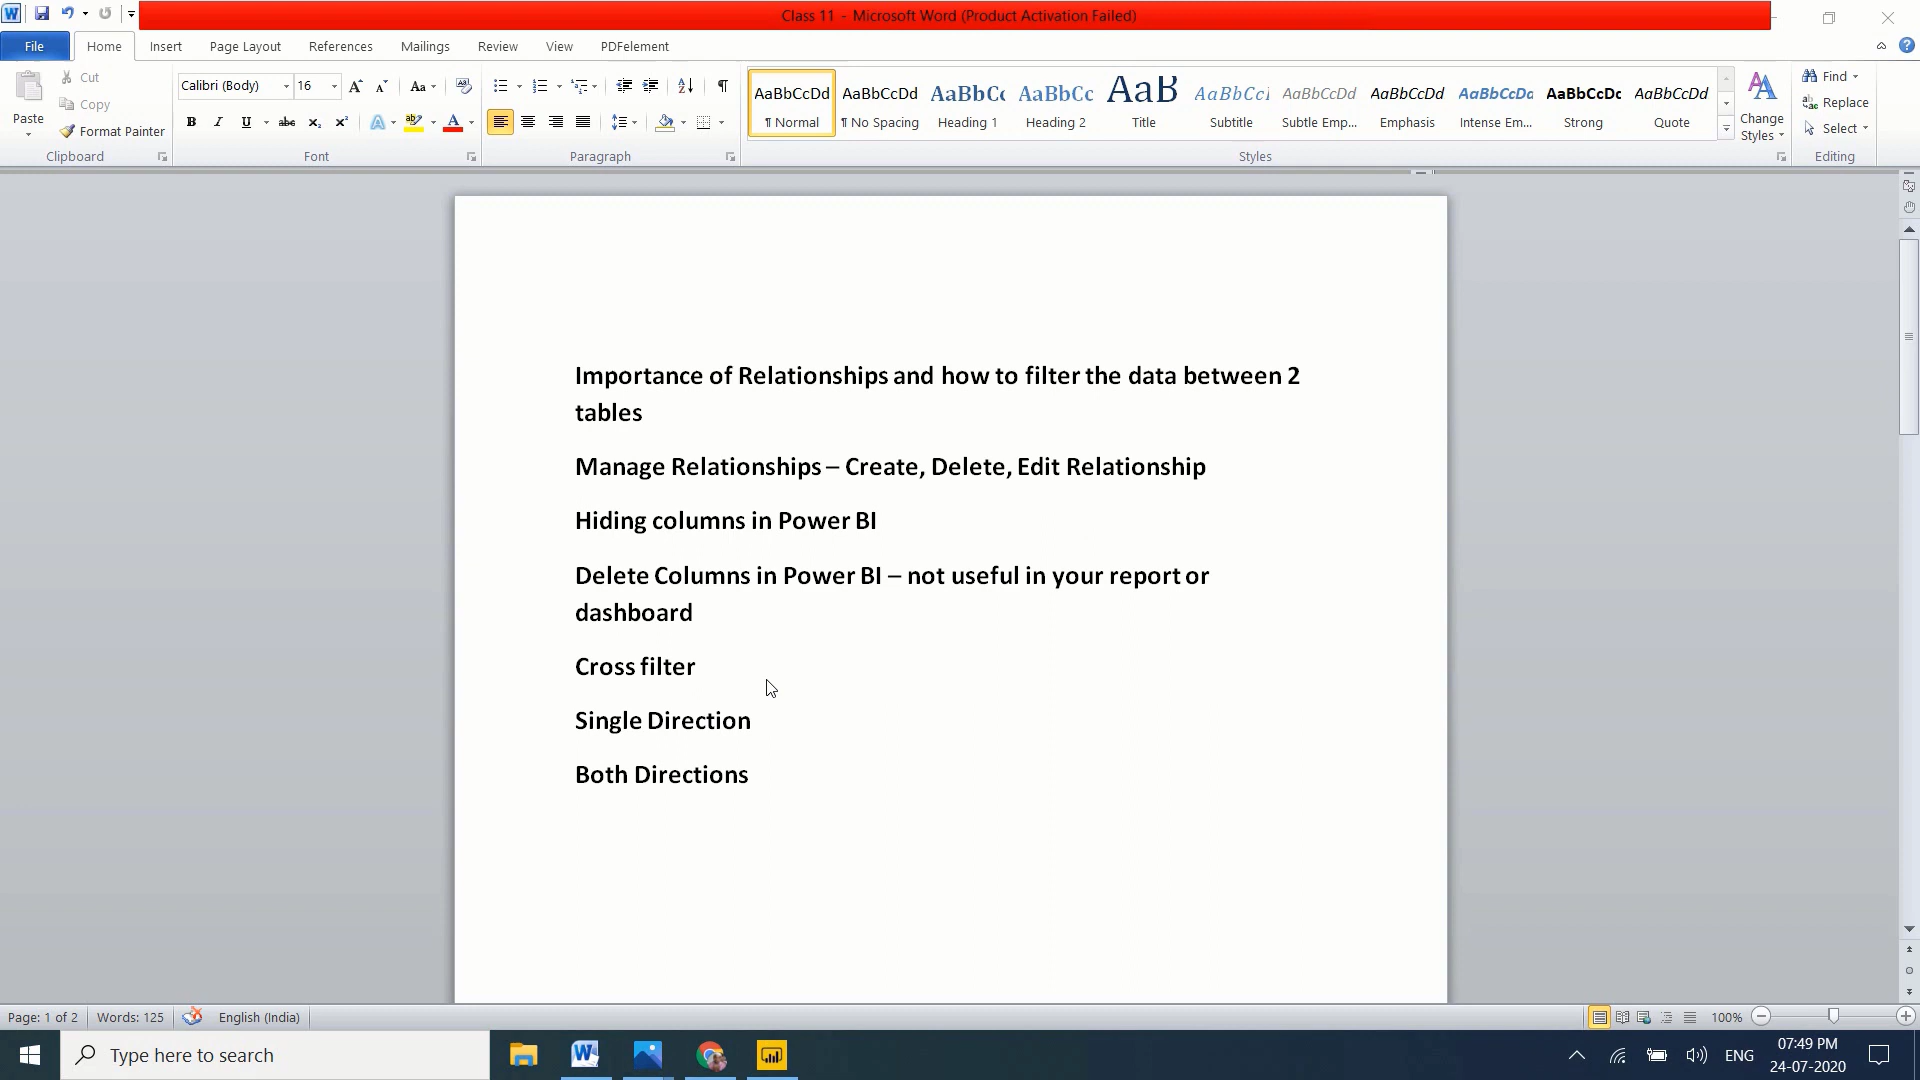 Class 11 - Microsoft Word (Product Activation Failed)
File Home Insert Page Layout References Mailings Review View PDFelement
Paste
Cut
Copy
Format Painter
Clipboard
Calibri (Body) 16
Font
Paragraph
AaBbCcDd AaBbCcDd AaBbCc AaBbCc AaB AaBbCcl AaBbCcDd AaBbCcDd AaBbCcDd AaBbCcDc AaBbCcDd
¶ Normal ¶ No Spacing Heading 1 Heading 2 Title Subtitle Subtle Emp... Emphasis Intense Em... Strong Quote
Styles
Change
Styles
Find
Replace
Select
Editing
Importance of Relationships and how to filter the data between 2
tables
Manage Relationships – Create, Delete, Edit Relationship
Hiding columns in Power BI
Delete Columns in Power BI – not useful in your report or
dashboard
Cross filter
Single Direction
Both Directions
Page: 1 of 2 Words: 125 English (India) 100%
Type here to search
ENG
07:49 PM
24-07-2020